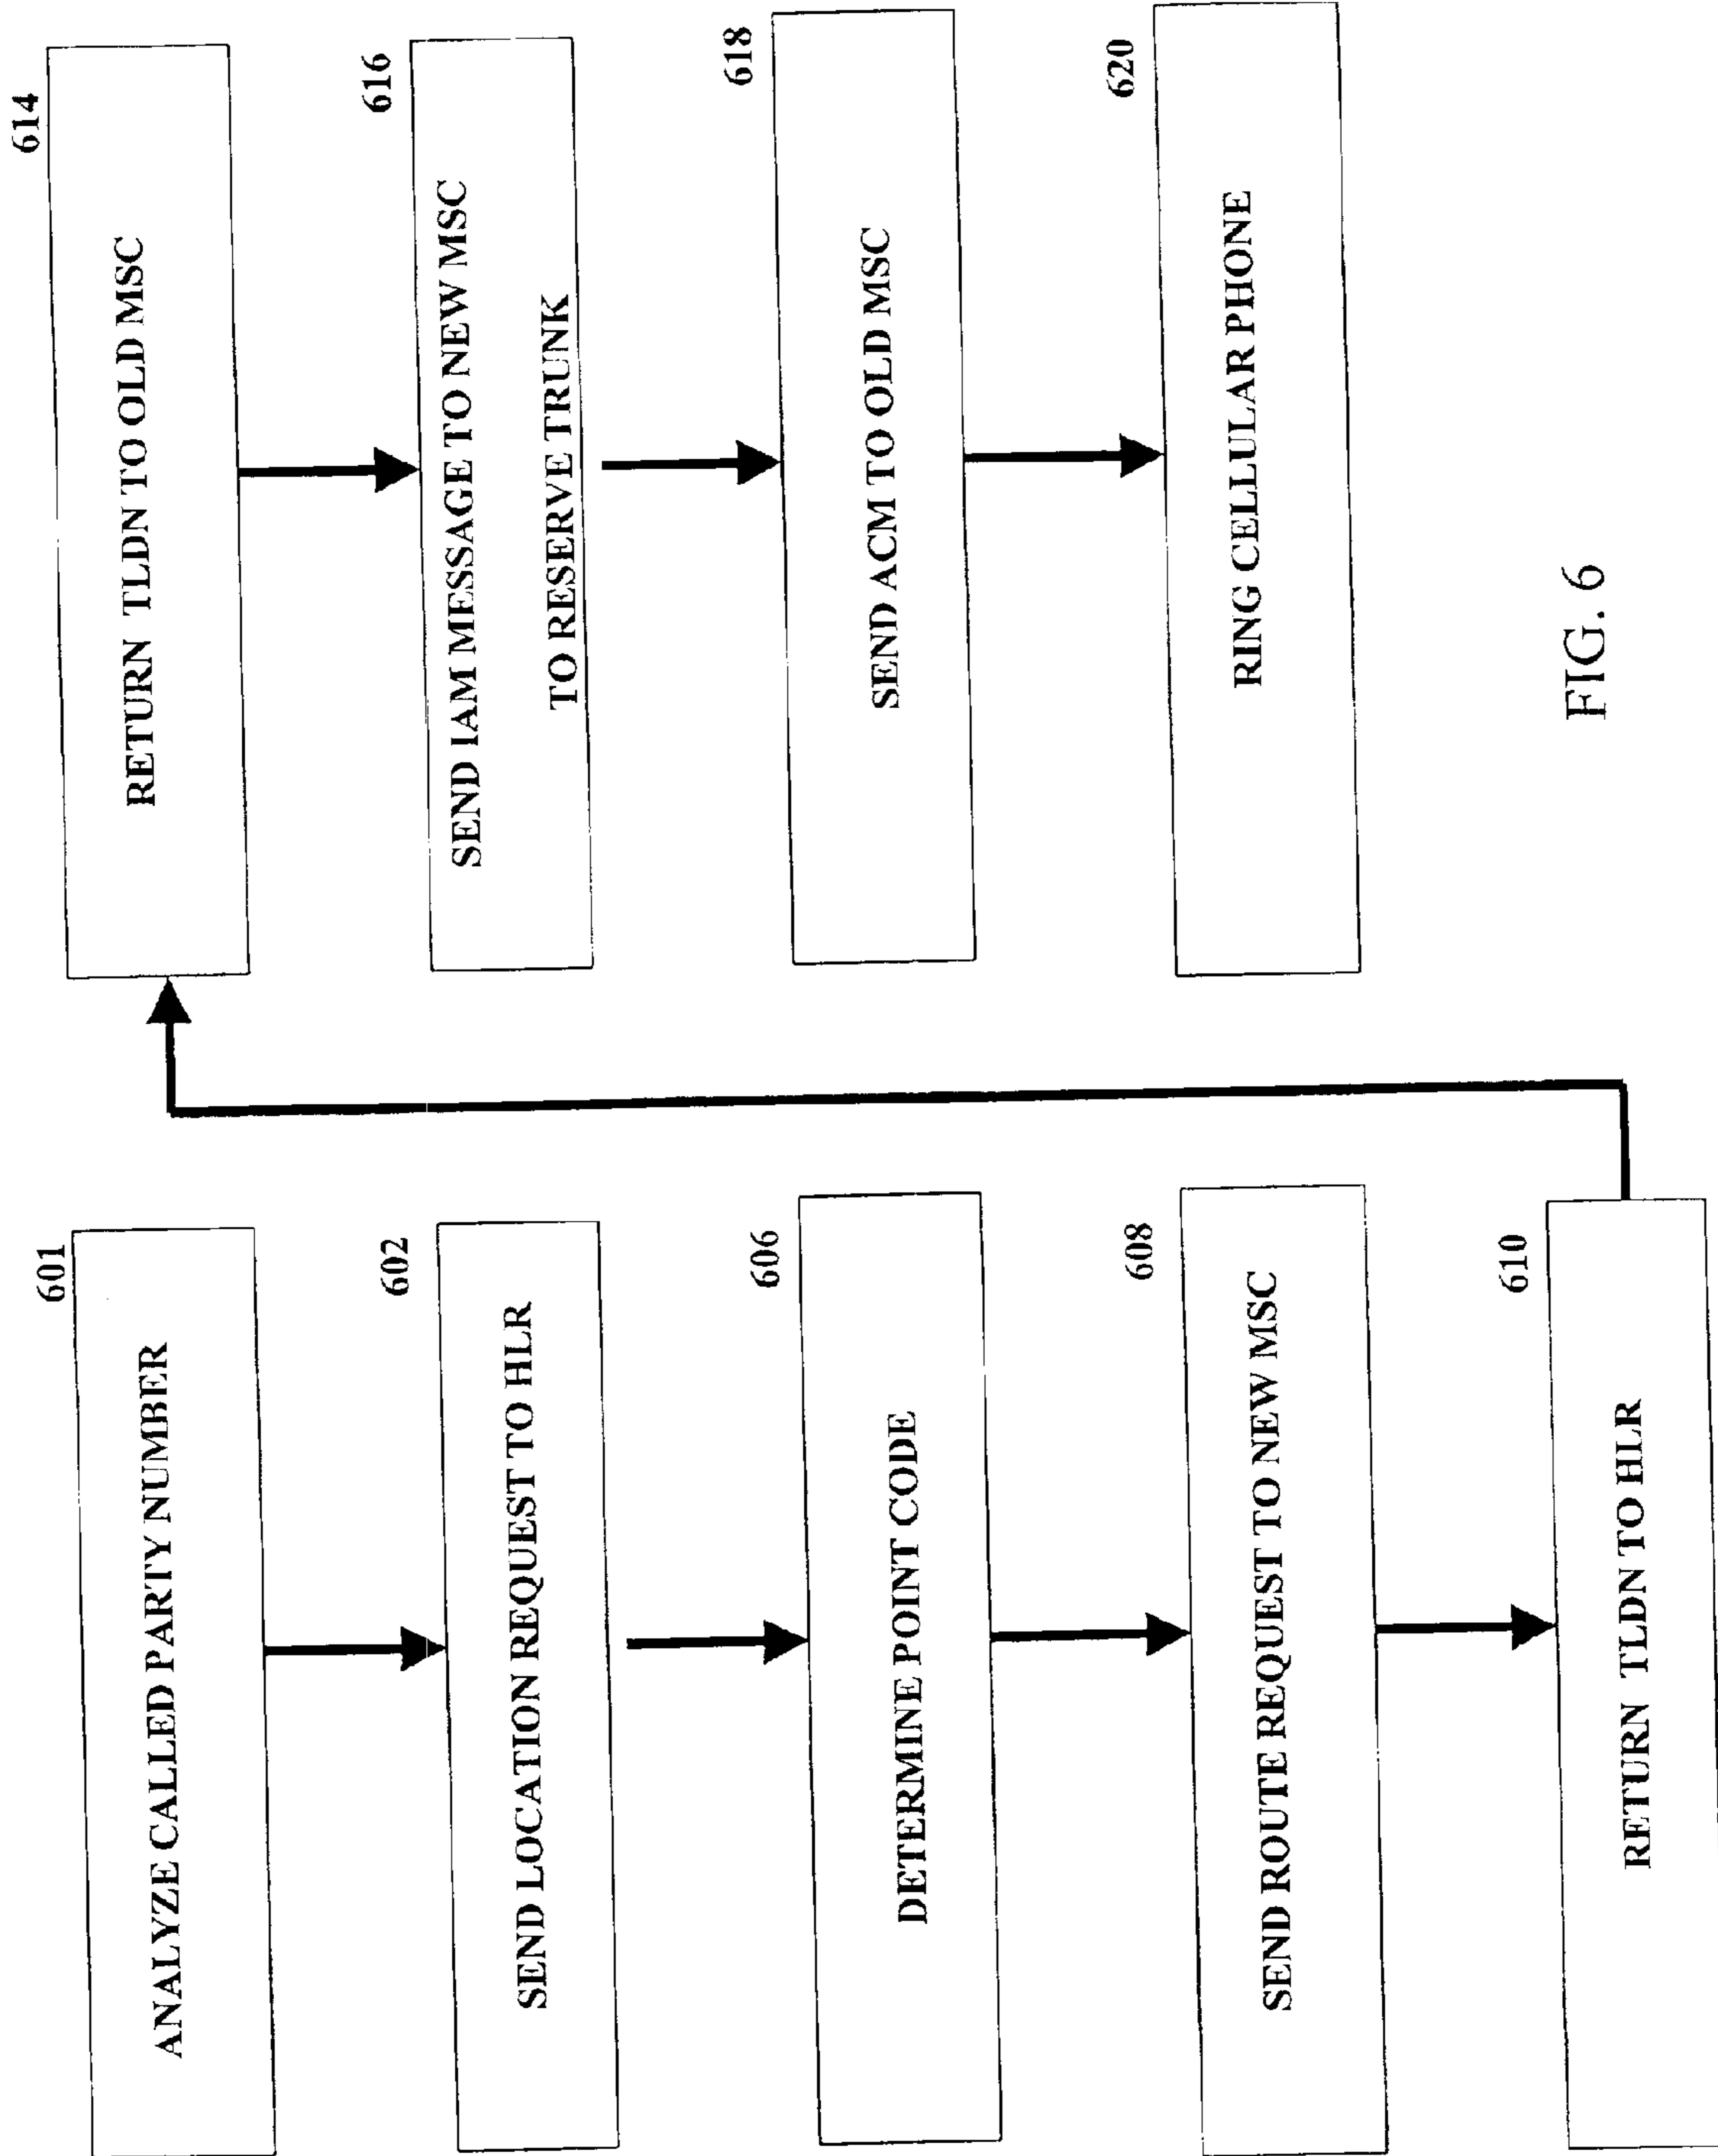 601
ANALYZE CALLED PARTY NUMBER
602
SEND LOCATION REQUEST TO HLR
606
DETERMINE POINT CODE
608
SEND ROUTE REQUEST TO NEW MSC
610
RETURN TLDN TO HLR
614
RETURN TLDN TO OLD MSC
616
SEND IAM MESSAGE TO NEW MSC
TO RESERVE TRUNK
618
SEND ACM TO OLD MSC
620
RING CELLULAR PHONE
FIG. 6